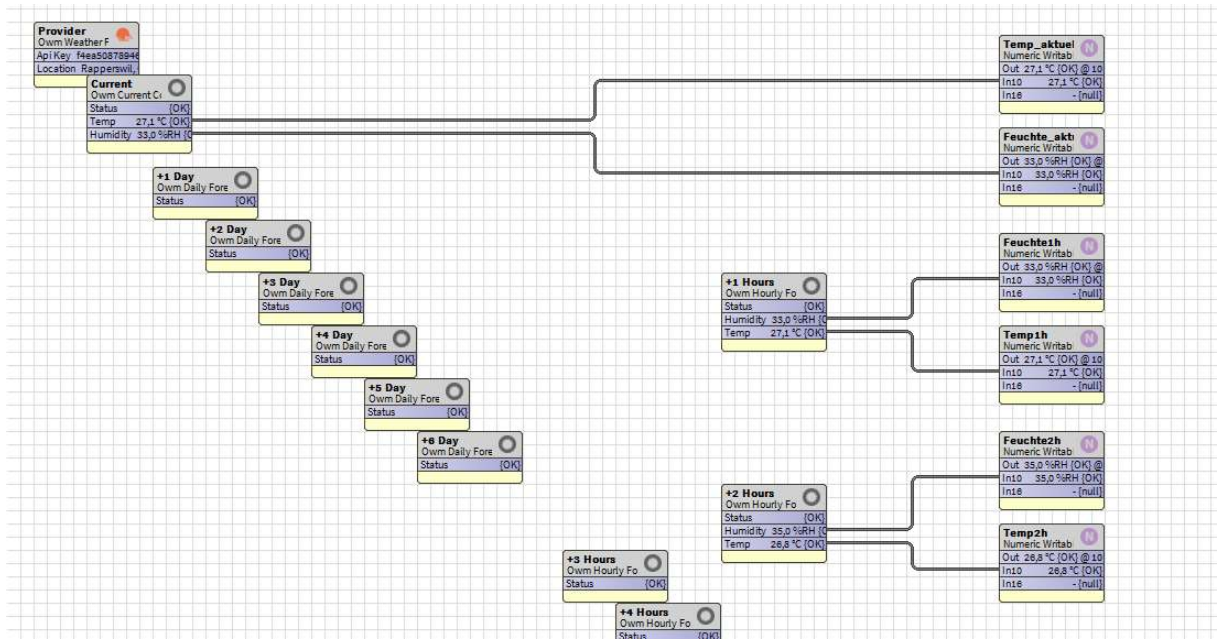 Provider
Owm Weather F
Api Key f4ea50878946
Location Rapperswil,
Current
Owm Current C
Status {OK}
Temp 27,1 °C {OK}
Humidity 33,0 %RH {O
+1 Day
Owm Daily Fore
Status {OK}
+2 Day
Owm Daily Fore
Status {OK}
+3 Day
Owm Daily Fore
Status {OK}
+4 Day
Owm Daily Fore
Status {OK}
+5 Day
Owm Daily Fore
Status {OK}
+6 Day
Owm Daily Fore
Status {OK}
+3 Hours
Owm Hourly Fo
Status {OK}
+4 Hours
Owm Hourly Fo
Status {OK}
+1 Hours
Owm Hourly Fo
Status {OK}
Humidity 33,0 %RH {O
Temp 27,1 °C {OK}
+2 Hours
Owm Hourly Fo
Status {OK}
Humidity 35,0 %RH {O
Temp 26,8 °C {OK}
Temp_aktuel
N
Numeric Writab
Out 27,1 °C {OK} @ 10
In10 27,1 °C {OK}
In16 - {null}
Feuchte_akt
N
Numeric Writab
Out 33,0 %RH {OK} @
In10 33,0 %RH {OK}
In16 - {null}
Feuchte1h
N
Numeric Writab
Out 33,0 %RH {OK} @
In10 33,0 %RH {OK}
In16 - {null}
Temp1h
N
Numeric Writab
Out 27,1 °C {OK} @ 10
In10 27,1 °C {OK}
In16 - {null}
Feuchte2h
N
Numeric Writab
Out 35,0 %RH {OK} @
In10 35,0 %RH {OK}
In16 - {null}
Temp2h
N
Numeric Writab
Out 26,8 °C {OK} @ 10
In10 26,8 °C {OK}
In16 - {null}